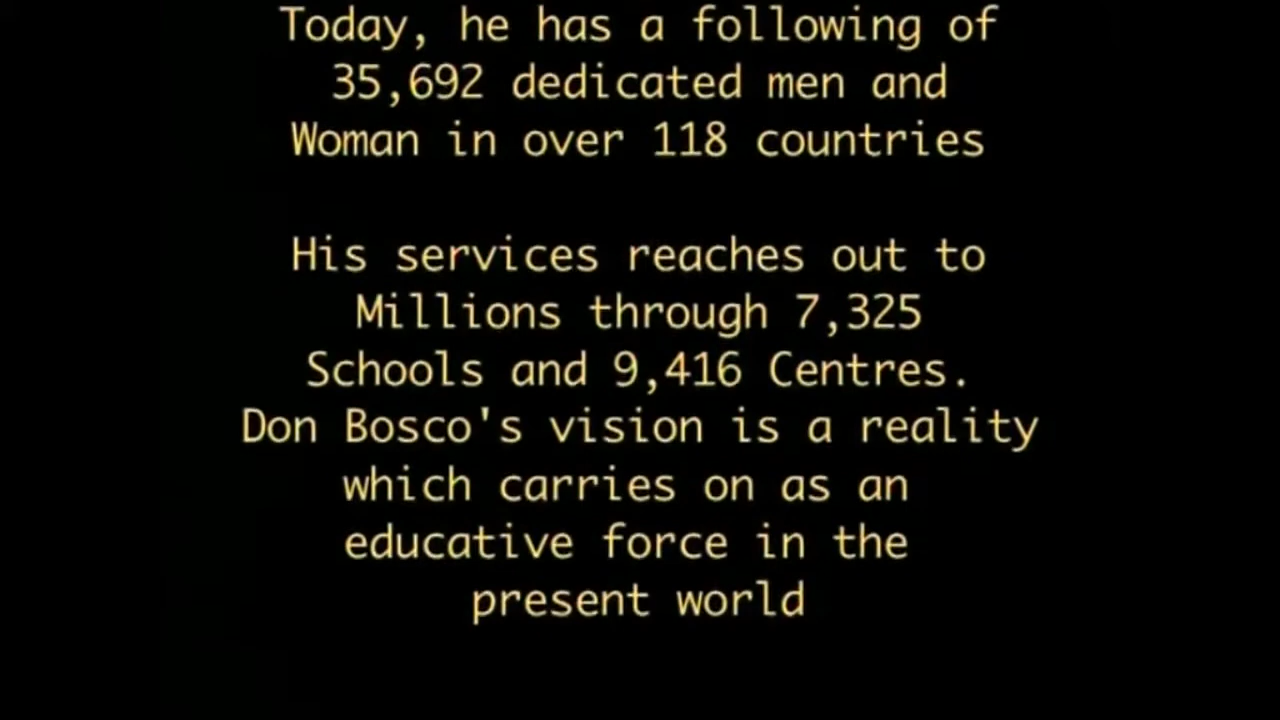 Today, he has a following of
35,692 dedicated men and
Woman in over 118 countries
His services reaches out to
Millions through 7,325
Schools and 9,416 Centres.
Don Bosco's vision is a reality
which carries on as an
educative force in the
present world